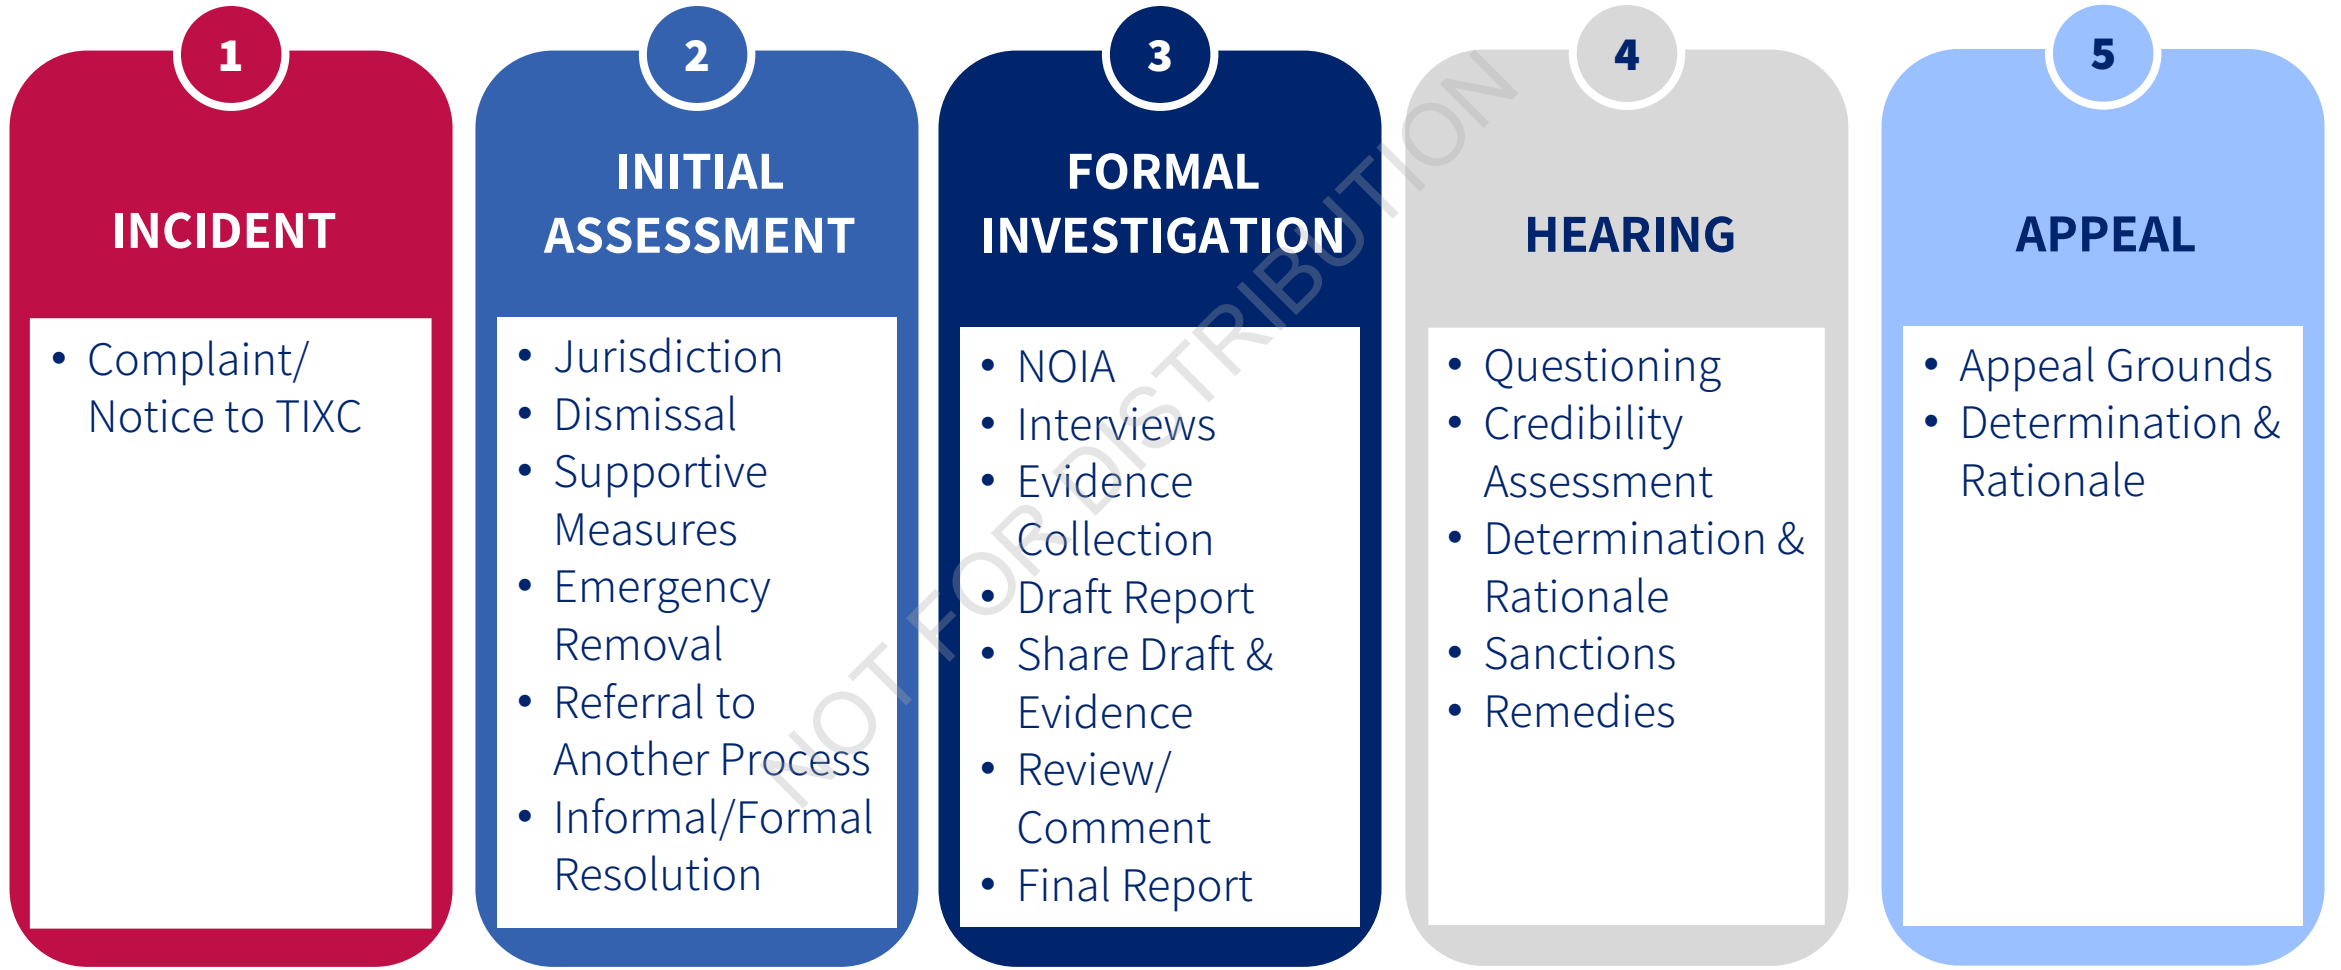 1
INCIDENT
• Complaint/
Notice to TIXC
2
INITIAL
ASSESSMENT
• Jurisdiction
• Dismissal
• Supportive
Measures
• Emergency
Removal
• Referral to
Another Process
• Informal/Formal
Resolution
3
FORMAL
INVESTIGATION
• NOIA
• Interviews
• Evidence
Collection
• Draft Report
• Share Draft &
Evidence
• Review/
Comment
• Final Report
4
HEARING
• Questioning
• Credibility
Assessment
• Determination &
Rationale
• Sanctions
• Remedies
5
APPEAL
• Appeal Grounds
• Determination &
Rationale
NOT FOR DISTRIBUTION